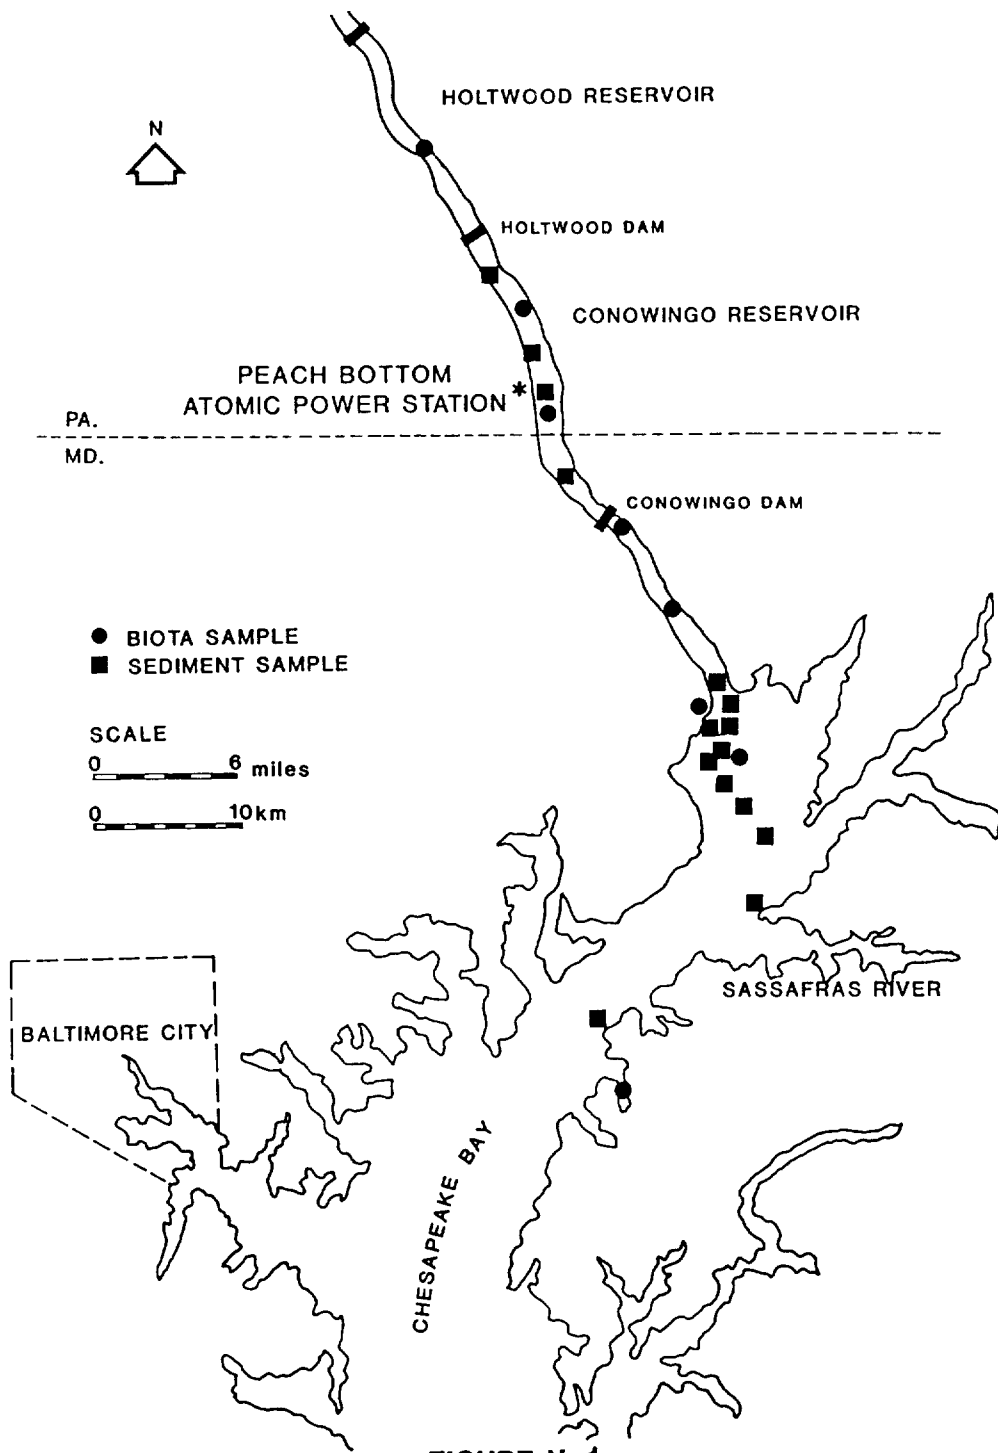 HOLTWOOD RESERVOIR
N
HOLTWOOD DAM
CONOWINGO RESERVOIR
PEACH BOTTOM
ATOMIC POWER STATION *
PA.
MD.
CONOWINGO DAM
BIOTA SAMPLE
SEDIMENT SAMPLE
SCALE
0 6 miles
0 10km
SASSAFRAS RIVER
BALTIMORE CITY
CHESAPEAKE BAY